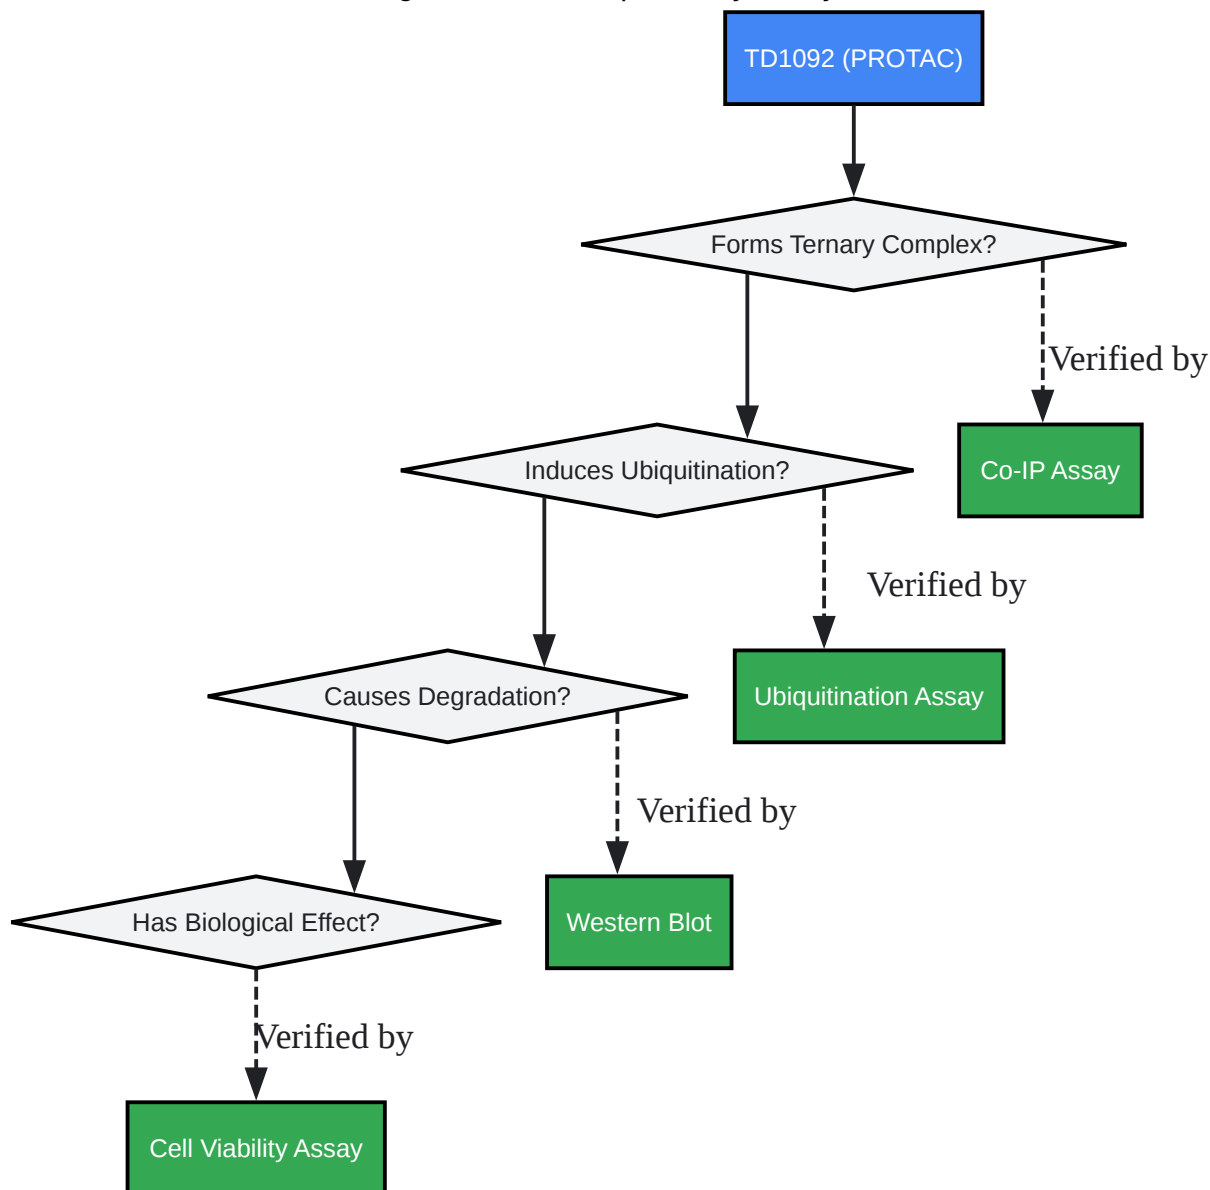 TD1092 (PROTAC)
Forms Ternary Complex?
Verified by
Induces Ubiquitination?
Co-IP Assay
Verified by
Causes Degradation?
Ubiquitination Assay
Verified by
Has Biological Effect?
Western Blot
Verified by
Cell Viability Assay